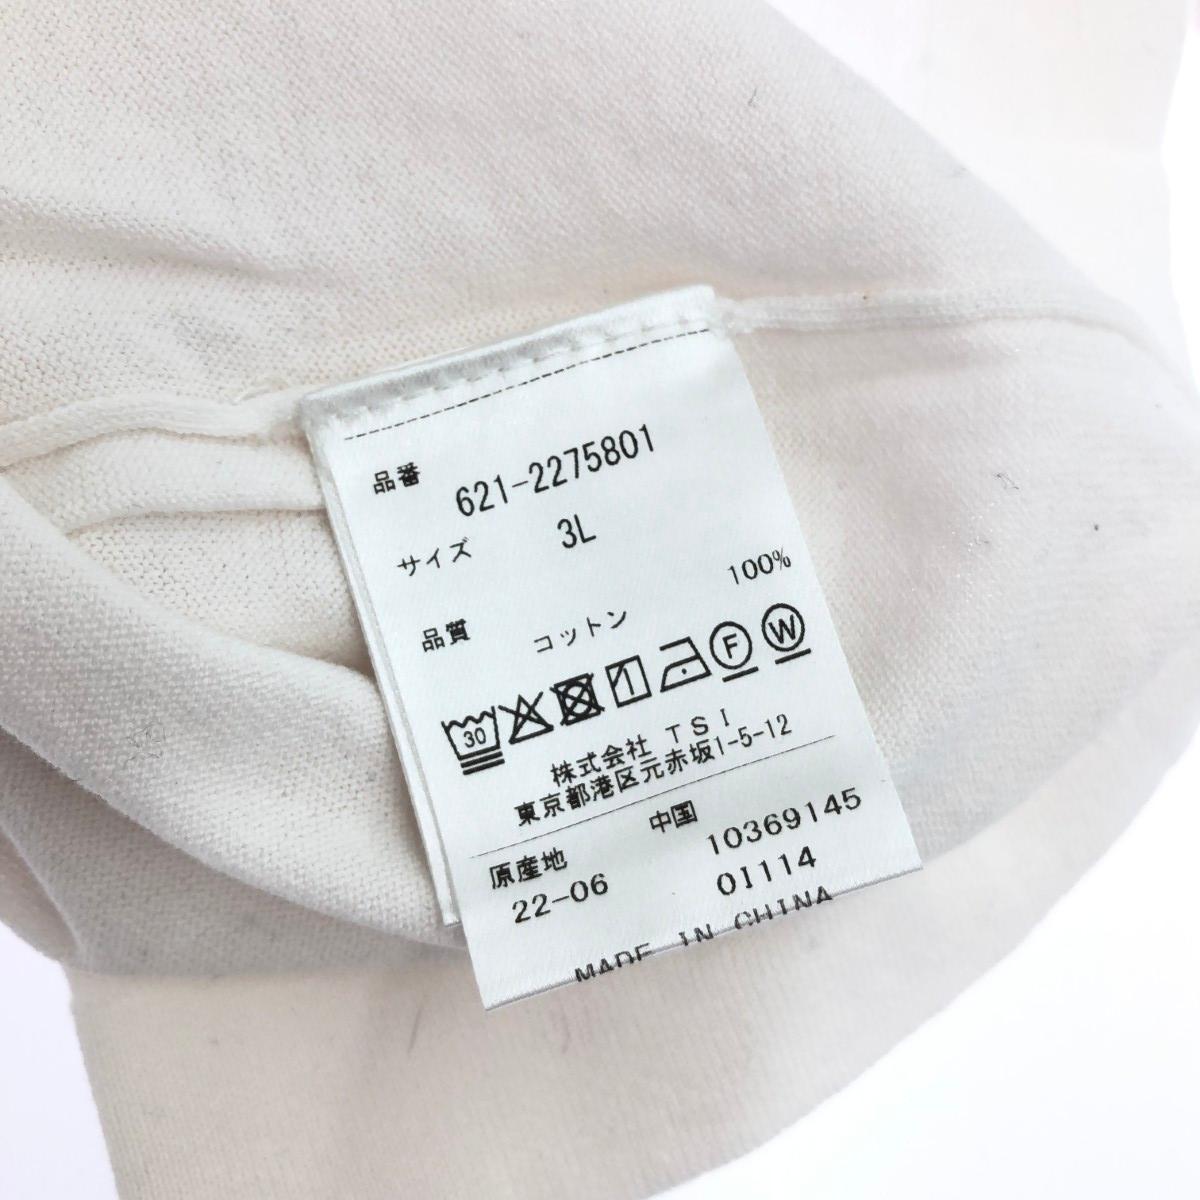 品番 621-2275801
サイズ 3L
品質 コットン 100%
30 F W
株式会社 TSI
東京都港区元赤坂1-5-12
原産地 中国 10369145
22-06 01114
MADE IN CHINA